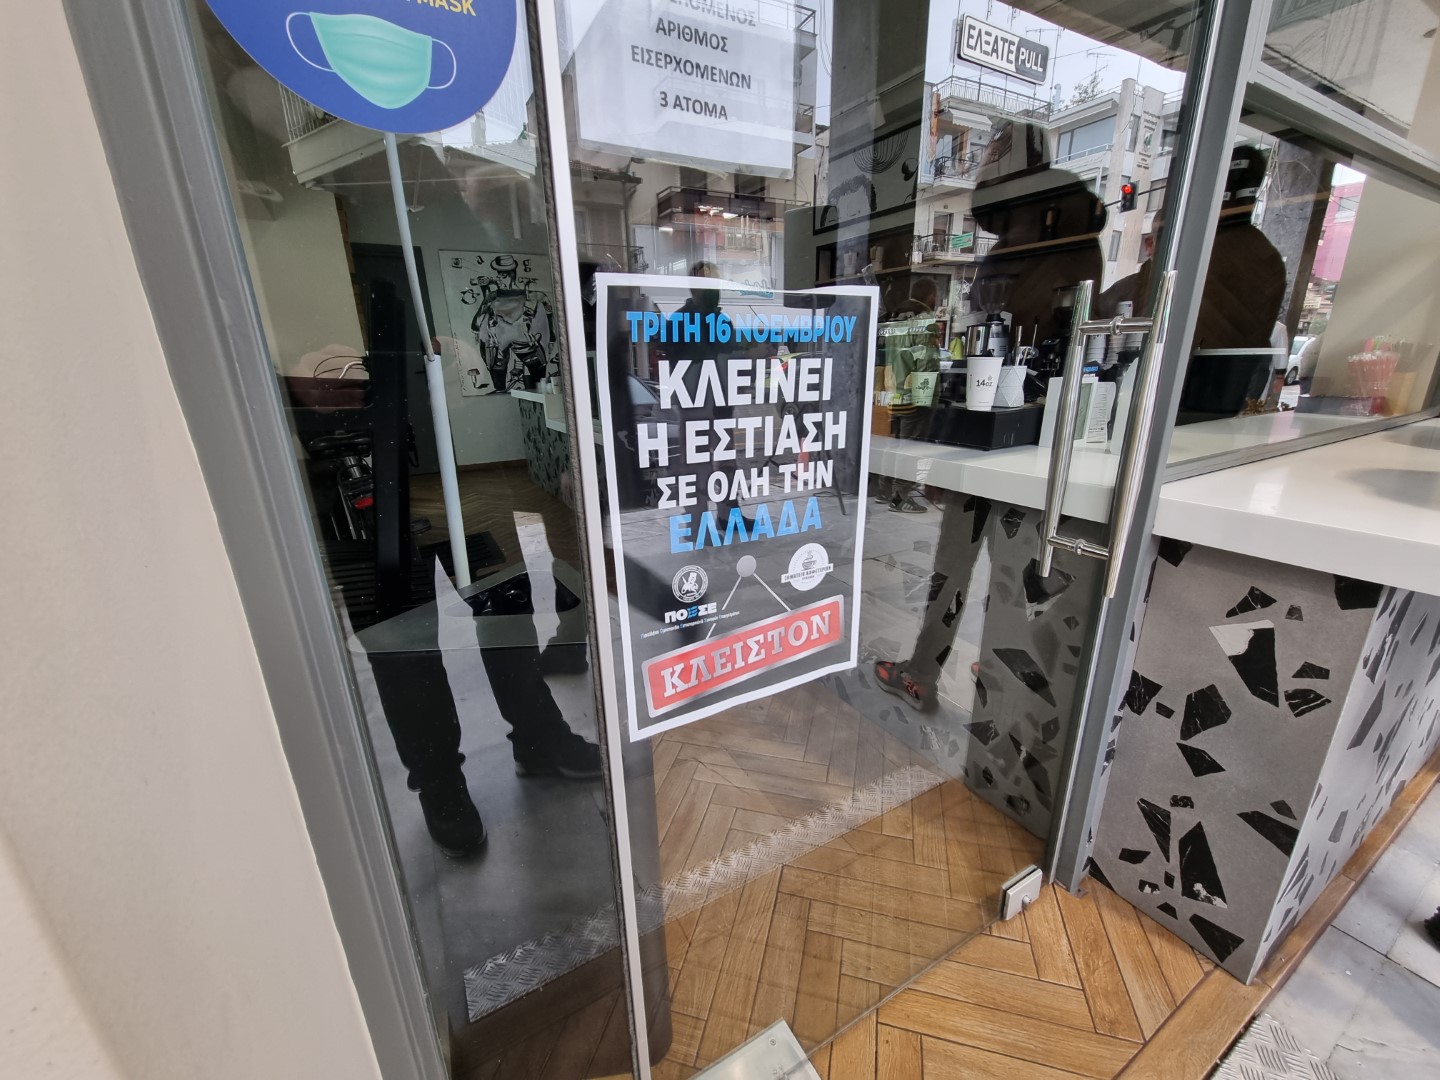 MASK
ΑΡΙΘΜΟΣ
ΕΙΣΕΡΧΟΜΕΝΩΝ
3 ΑΤΟΜΑ
ΕΛΞΑΤΕ PULL
ΤΡΙΤΗ 16 ΝΟΕΜΒΡΙΟΥ
ΚΛΕΙΝΕΙ
Η ΕΣΤΙΑΣΗ
ΣΕ ΟΛΗ ΤΗΝ
ΕΛΛΑΔΑ
ΠΟΕΣΕ
ΚΛΕΙΣΤΟΝ
14oz